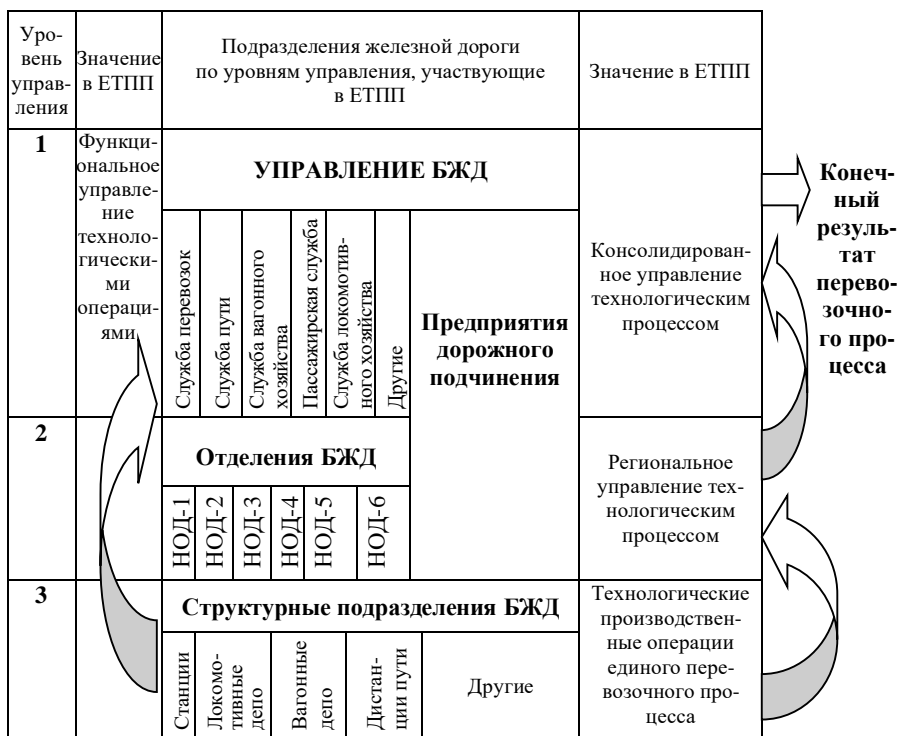 Уро-
вень
управ-
ления
Значение
в ЕТПП
Подразделения железной дороги
по уровням управления, участвующие
в ЕТПП
Значение в ЕТПП
1
Функци-
ональное
управле-
ние
техноло-
гически-
ми
операци-
ями
УПРАВЛЕНИЕ БЖД
Служба перевозок
Служба пути
Служба вагонного
хозяйства
Пассажирская служба
Служба локомотив-
ного хозяйства
Другие
Предприятия
дорожного
подчинения
Консолидирован-
ное управление
технологическим
процессом
Конеч-
ный
резуль-
тат
перево-
зочно-
го про-
цесса
2
Отделения БЖД
НОД-1
НОД-2
НОД-3
НОД-4
НОД-5
НОД-6
Региональное
управление тех-
нологическим
процессом
3
Структурные подразделения БЖД
Станции
Локомо-
тивные
депо
Вагонные
депо
Дистан-
ции пути
Другие
Технологические
производствен-
ные операции
единого пере-
возочного про-
цесса